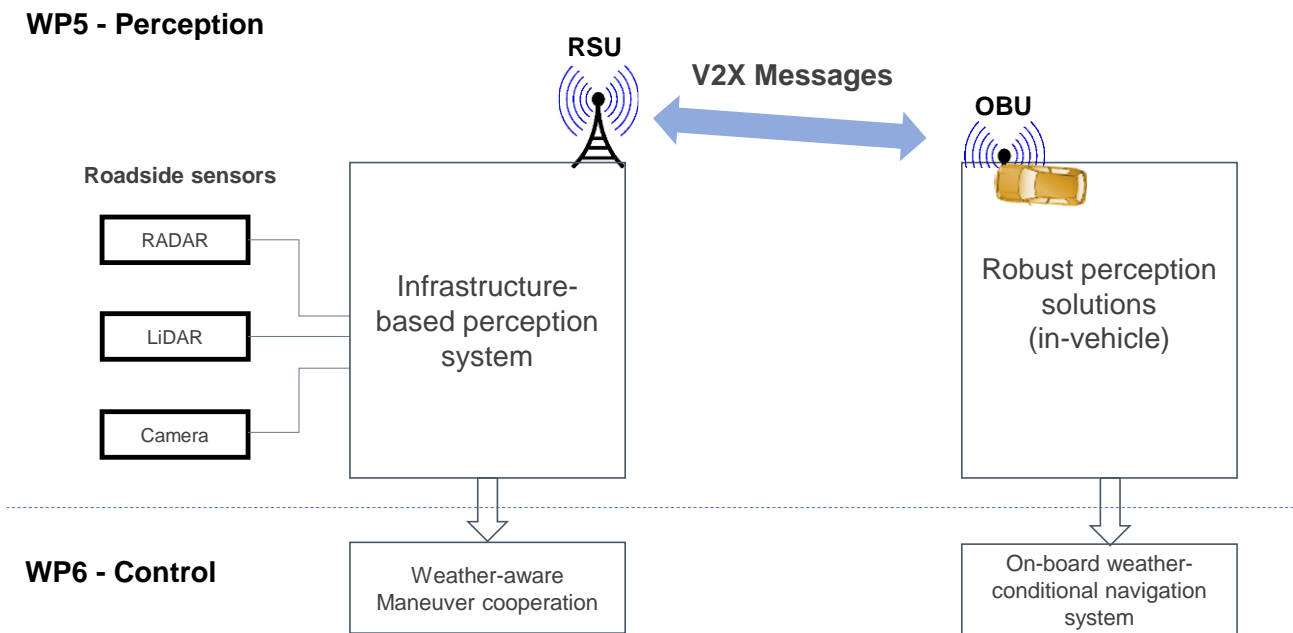 WP5 - Perception
RSU
V2X Messages
OBU
Roadside sensors
RADAR
LiDAR
Camera
Infrastructure-
based perception
system
Robust perception
solutions
(in-vehicle)
WP6 - Control
Weather-aware
Maneuver cooperation
On-board weather-
conditional navigation
system